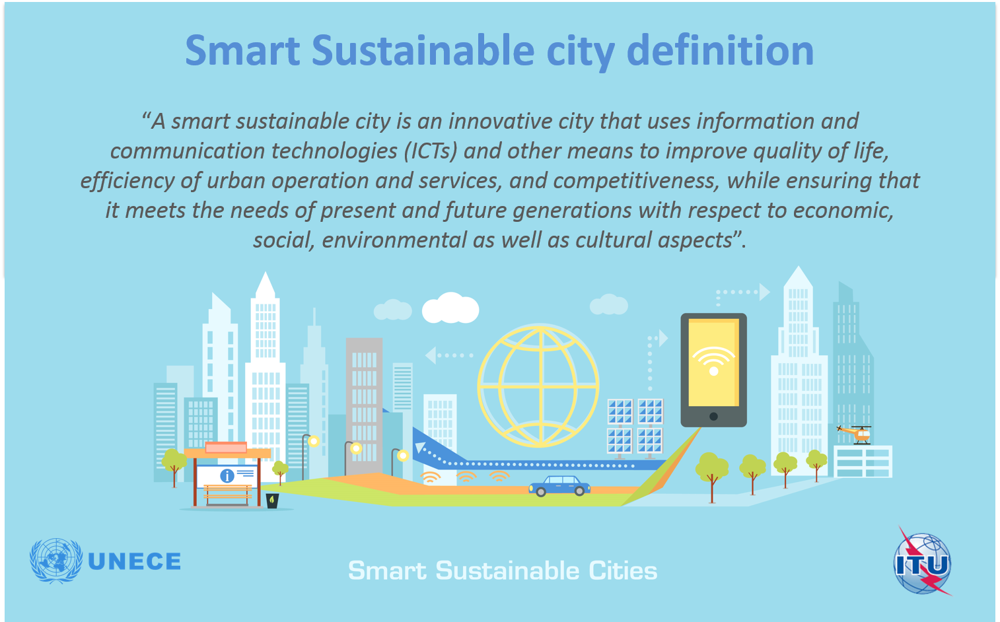 Smart Sustainable city definition
“A smart sustainable city is an innovative city that uses information and
communication technologies (ICTs) and other means to improve quality of life,
efficiency of urban operation and services, and competitiveness, while ensuring that
it meets the needs of present and future generations with respect to economic,
social, environmental as well as cultural aspects”.
i
UNECE
Smart Sustainable Cities
ITU